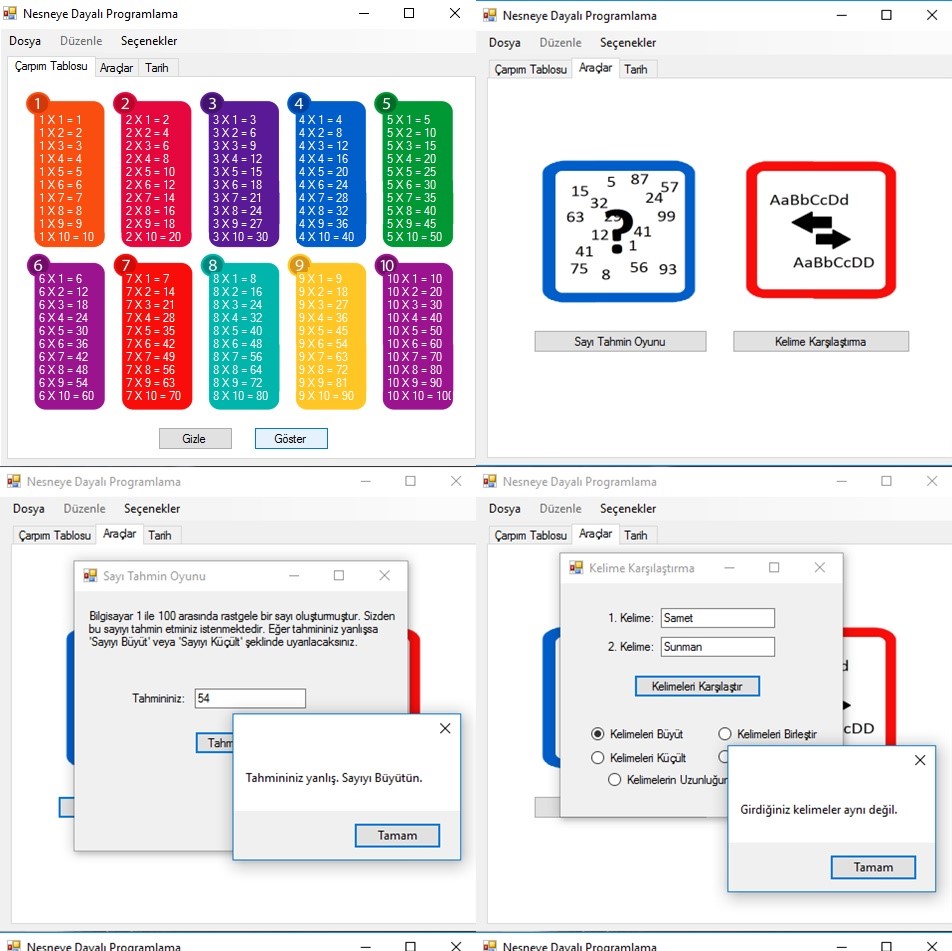 Nesneye Dayalı Programlama
Dosya Düzenle Seçenekler
Çarpım Tablosu Araçlar Tarih
1
1 X 1 = 1
1 X 2 = 2
1 X 3 = 3
1 X 4 = 4
1 X 5 = 5
1 X 6 = 6
1 X 7 = 7
1 X 8 = 8
1 X 9 = 9
1 X 10 = 10
2
2 X 1 = 2
2 X 2 = 4
2 X 3 = 6
2 X 4 = 8
2 X 5 = 10
2 X 6 = 12
2 X 7 = 14
2 X 8 = 16
2 X 9 = 18
2 X 10 = 20
3
3 X 1 = 3
3 X 2 = 6
3 X 3 = 9
3 X 4 = 12
3 X 5 = 15
3 X 6 = 18
3 X 7 = 21
3 X 8 = 24
3 X 9 = 27
3 X 10 = 30
4
4 X 1 = 4
4 X 2 = 8
4 X 3 = 12
4 X 4 = 16
4 X 5 = 20
4 X 6 = 24
4 X 7 = 28
4 X 8 = 32
4 X 9 = 36
4 X 10 = 40
5
5 X 1 = 5
5 X 2 = 10
5 X 3 = 15
5 X 4 = 20
5 X 5 = 25
5 X 6 = 30
5 X 7 = 35
5 X 8 = 40
5 X 9 = 45
5 X 10 = 50
6
6 X 1 = 6
6 X 2 = 12
6 X 3 = 18
6 X 4 = 24
6 X 5 = 30
6 X 6 = 36
6 X 7 = 42
6 X 8 = 48
6 X 9 = 54
6 X 10 = 60
7
7 X 1 = 7
7 X 2 = 14
7 X 3 = 21
7 X 4 = 28
7 X 5 = 35
7 X 6 = 42
7 X 7 = 49
7 X 8 = 56
7 X 9 = 63
7 X 10 = 70
8
8 X 1 = 8
8 X 2 = 16
8 X 3 = 24
8 X 4 = 32
8 X 5 = 40
8 X 6 = 48
8 X 7 = 56
8 X 8 = 64
8 X 9 = 72
8 X 10 = 80
9
9 X 1 = 9
9 X 2 = 18
9 X 3 = 27
9 X 4 = 36
9 X 5 = 45
9 X 6 = 54
9 X 7 = 63
9 X 8 = 72
9 X 9 = 81
9 X 10 = 90
10
10 X 1 = 10
10 X 2 = 20
10 X 3 = 30
10 X 4 = 40
10 X 5 = 50
10 X 6 = 60
10 X 7 = 70
10 X 8 = 80
10 X 9 = 90
10 X 10 = 100
Gizle Göster
Nesneye Dayalı Programlama
Dosya Düzenle Seçenekler
Çarpım Tablosu Araçlar Tarih
15 5 87 57
32 24
63 ? 99
12 41
41 1
75 8 56 93
AaBbCcDd
AaBbCcDD
Sayı Tahmin Oyunu Kelime Karşılaştırma
Nesneye Dayalı Programlama
Dosya Düzenle Seçenekler
Çarpım Tablosu Araçlar Tarih
Sayı Tahmin Oyunu
Bilgisayar 1 ile 100 arasında rastgele bir sayı oluşturmuştur. Sizden
bu sayıyı tahmin etminiz istenmektedir. Eğer tahmininiz yanlışsa
'Sayıyı Büyüt' veya 'Sayıyı Küçült' şeklinde uyarılacaksınız.
Tahmininiz: 54
Tahm
Tahmininiz yanlış. Sayıyı Büyütün.
Tamam
Nesneye Dayalı Programlama
Dosya Düzenle Seçenekler
Çarpım Tablosu Araçlar Tarih
Kelime Karşılaştırma
1. Kelime: Samet
2. Kelime: Sunman
Kelimeleri Karşılaştır
Kelimeleri Büyüt Kelimeleri Birleştir
Kelimeleri Küçült
Kelimelerin Uzunluğur
d
cDD
Girdiğiniz kelimeler aynı değil.
Tamam
Nesneye Dayalı Programlama
Nesneye Dayalı Programlama